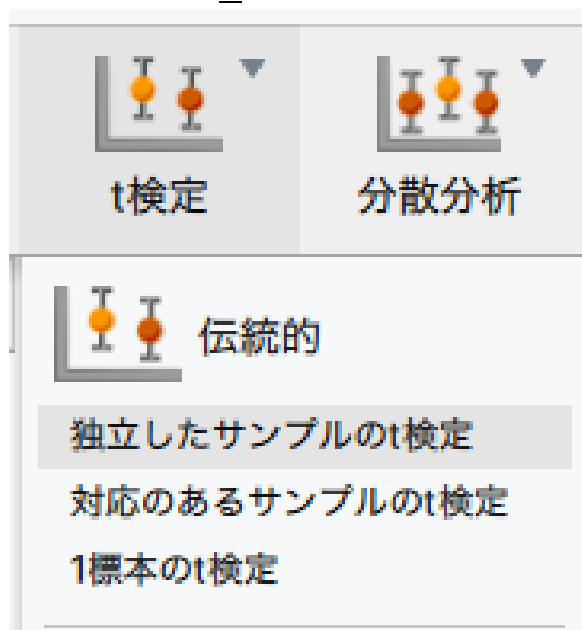 t検定
分散分析
伝統的
独立したサンプルのt検定
対応のあるサンプルのt検定
1標本のt検定